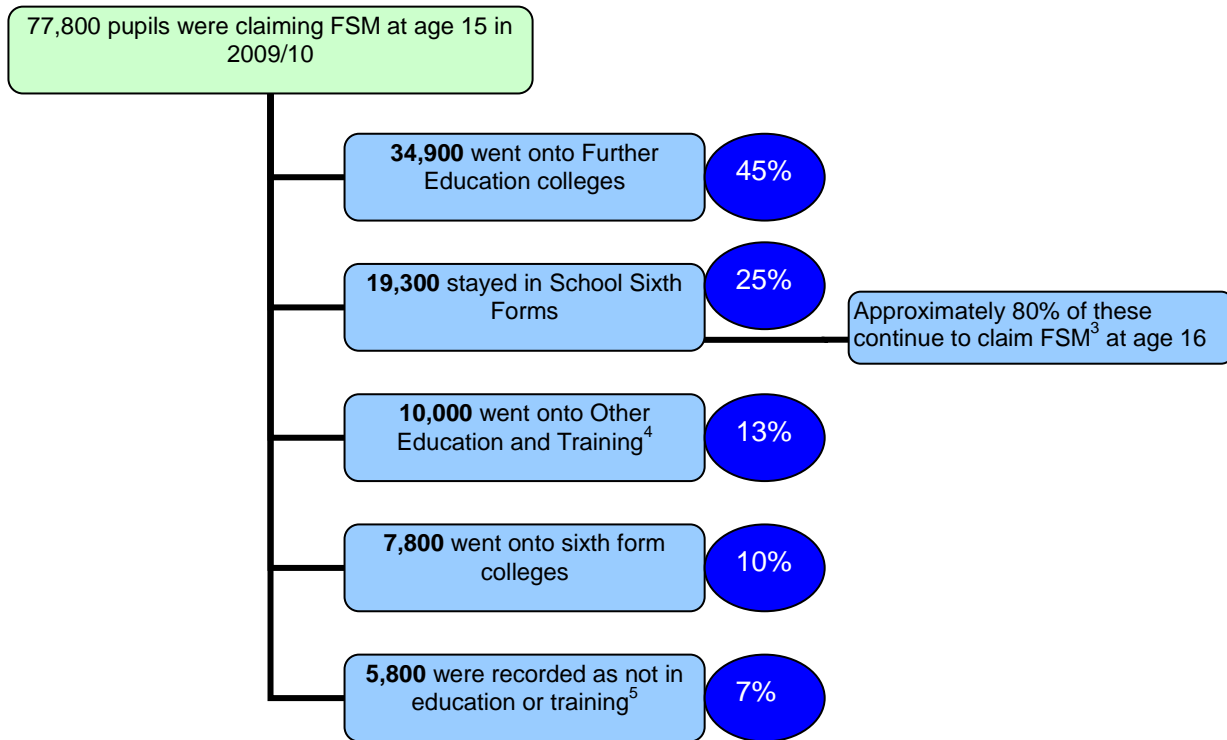 77,800 pupils were claiming FSM at age 15 in
2009/10
34,900 went onto Further
Education colleges
45%
19,300 stayed in School Sixth
Forms
25%
Approximately 80% of these
continue to claim FSM3 at age 16
10,000 went onto Other
Education and Training4
13%
7,800 went onto sixth form
colleges
10%
5,800 were recorded as not in
education or training5
7%